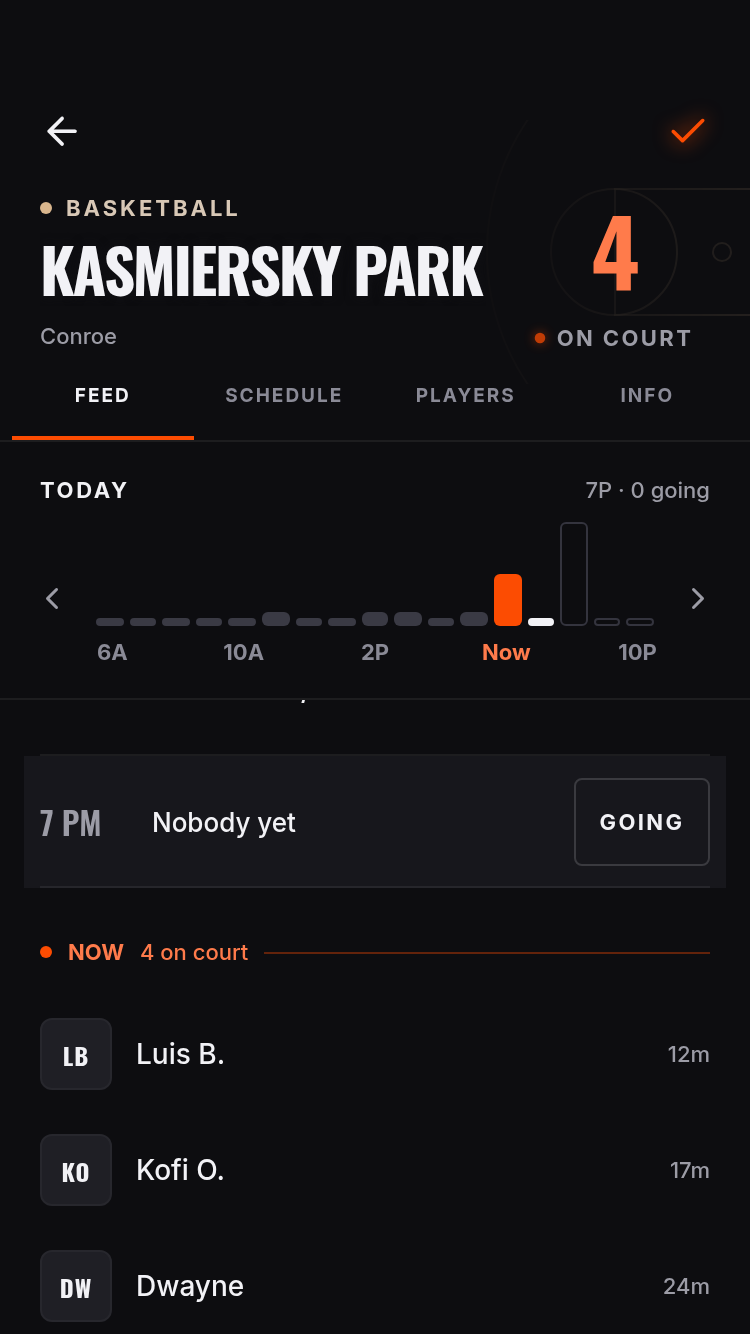 BASKETBALL
KASMIERSKY PARK
4
Conroe
ON COURT
FEED SCHEDULE PLAYERS INFO
TODAY 7P · 0 going
6A 10A 2P Now 10P
7 PM Nobody yet GOING
NOW 4 on court
LB Luis B. 12m
KO Kofi O. 17m
DW Dwayne 24m